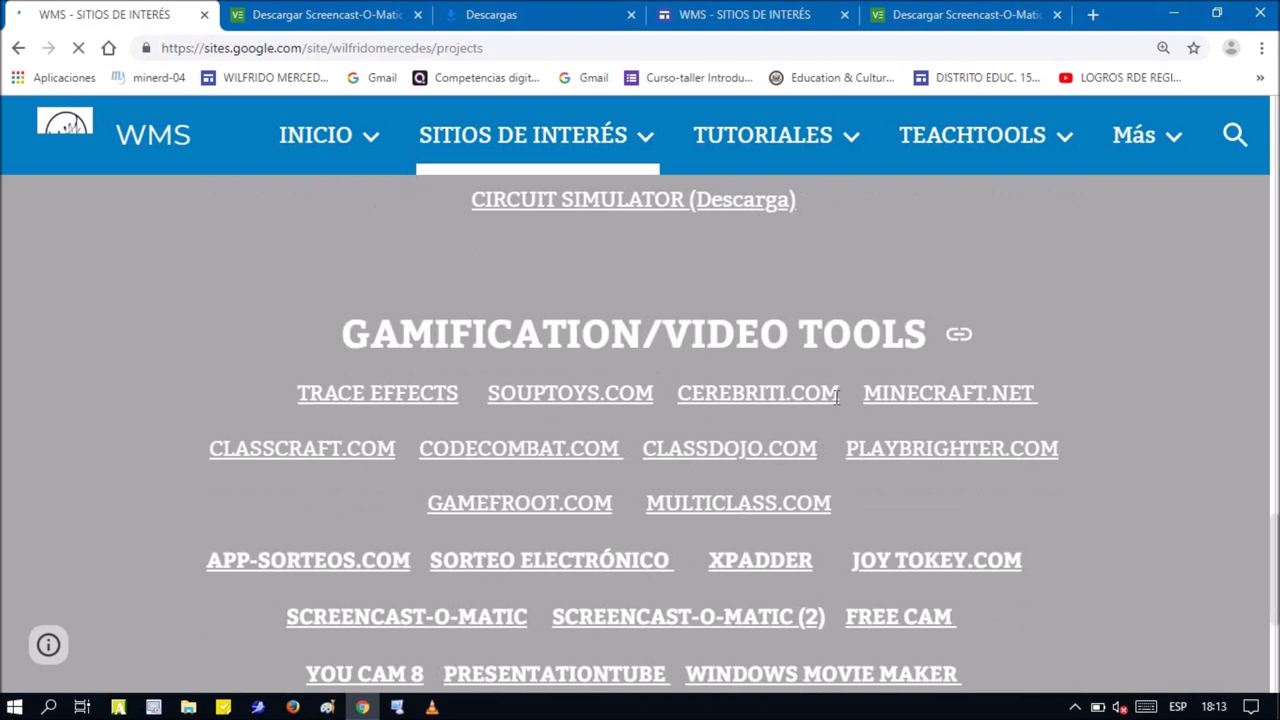 WMS - SITIOS DE INTERÉS
Descargar Screencast-O-Matic
Descargas
WMS - SITIOS DE INTERÉS
Descargar Screencast-O-Matic
https://sites.google.com/site/wilfridomercedes/projects
Aplicaciones
minerd-04
WILFRIDO MERCED...
Gmail
Competencias digit...
Gmail
Curso-taller Introdu...
Education & Cultur...
DISTRITO EDUC. 15...
LOGROS RDE REGI...
WMS
INICIO
SITIOS DE INTERÉS
TUTORIALES
TEACHTOOLS
Más
CIRCUIT SIMULATOR (Descarga)
GAMIFICATION/VIDEO TOOLS
TRACE EFFECTS SOUPTOYS.COM CEREBRITI.COM MINECRAFT.NET
CLASSCRAFT.COM CODECOMBAT.COM CLASSDOJO.COM PLAYBRIGHTER.COM
GAMEFROOT.COM MULTICLASS.COM
APP-SORTEOS.COM SORTEO ELECTRÓNICO XPADDER JOY TOKEY.COM
SCREENCAST-O-MATIC SCREENCAST-O-MATIC (2) FREE CAM
YOU CAM 8 PRESENTATIONTUBE WINDOWS MOVIE MAKER
ESP
18:13